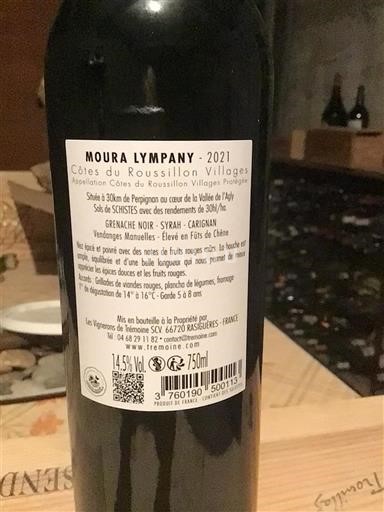 MOURA LYMPANY - 2021
Côtes du Roussillon Villages
Appellation Côtes du Roussillon Villages Protégée
Située à 30km de Perpignan au cœur de la Vallée de l'Agly
Sols de SCHISTES avec des rendements de 30hl/ha.
GRENACHE NOIR - SYRAH - CARIGNAN
Vendanges Manuelles - Élevé en Fûts de Chêne
Nez épicé et poivré avec des notes de fruits rouges mûrs. La bouche est
ample, équilibrée et d'une belle longueur qui nous promet de mieux
apprécier les épices douces et les fruits rouges.
Accords : Grillades de viandes rouges, plancha de légumes, fromage
T° de dégustation de 14° à 16°C - Garde 5 à 8 ans
Mis en bouteille à la Propriété par
Les Vignerons de Trémoine SCV. 66720 RASIGUÈRES - FRANCE
Tél : 04 68 29 11 82 • contact@tremoine.com
www.tremoine.com
14.5% Vol. 750ml
3 760190 500113
PRODUIT DE FRANCE - CONTAINS SULFITES
SEND